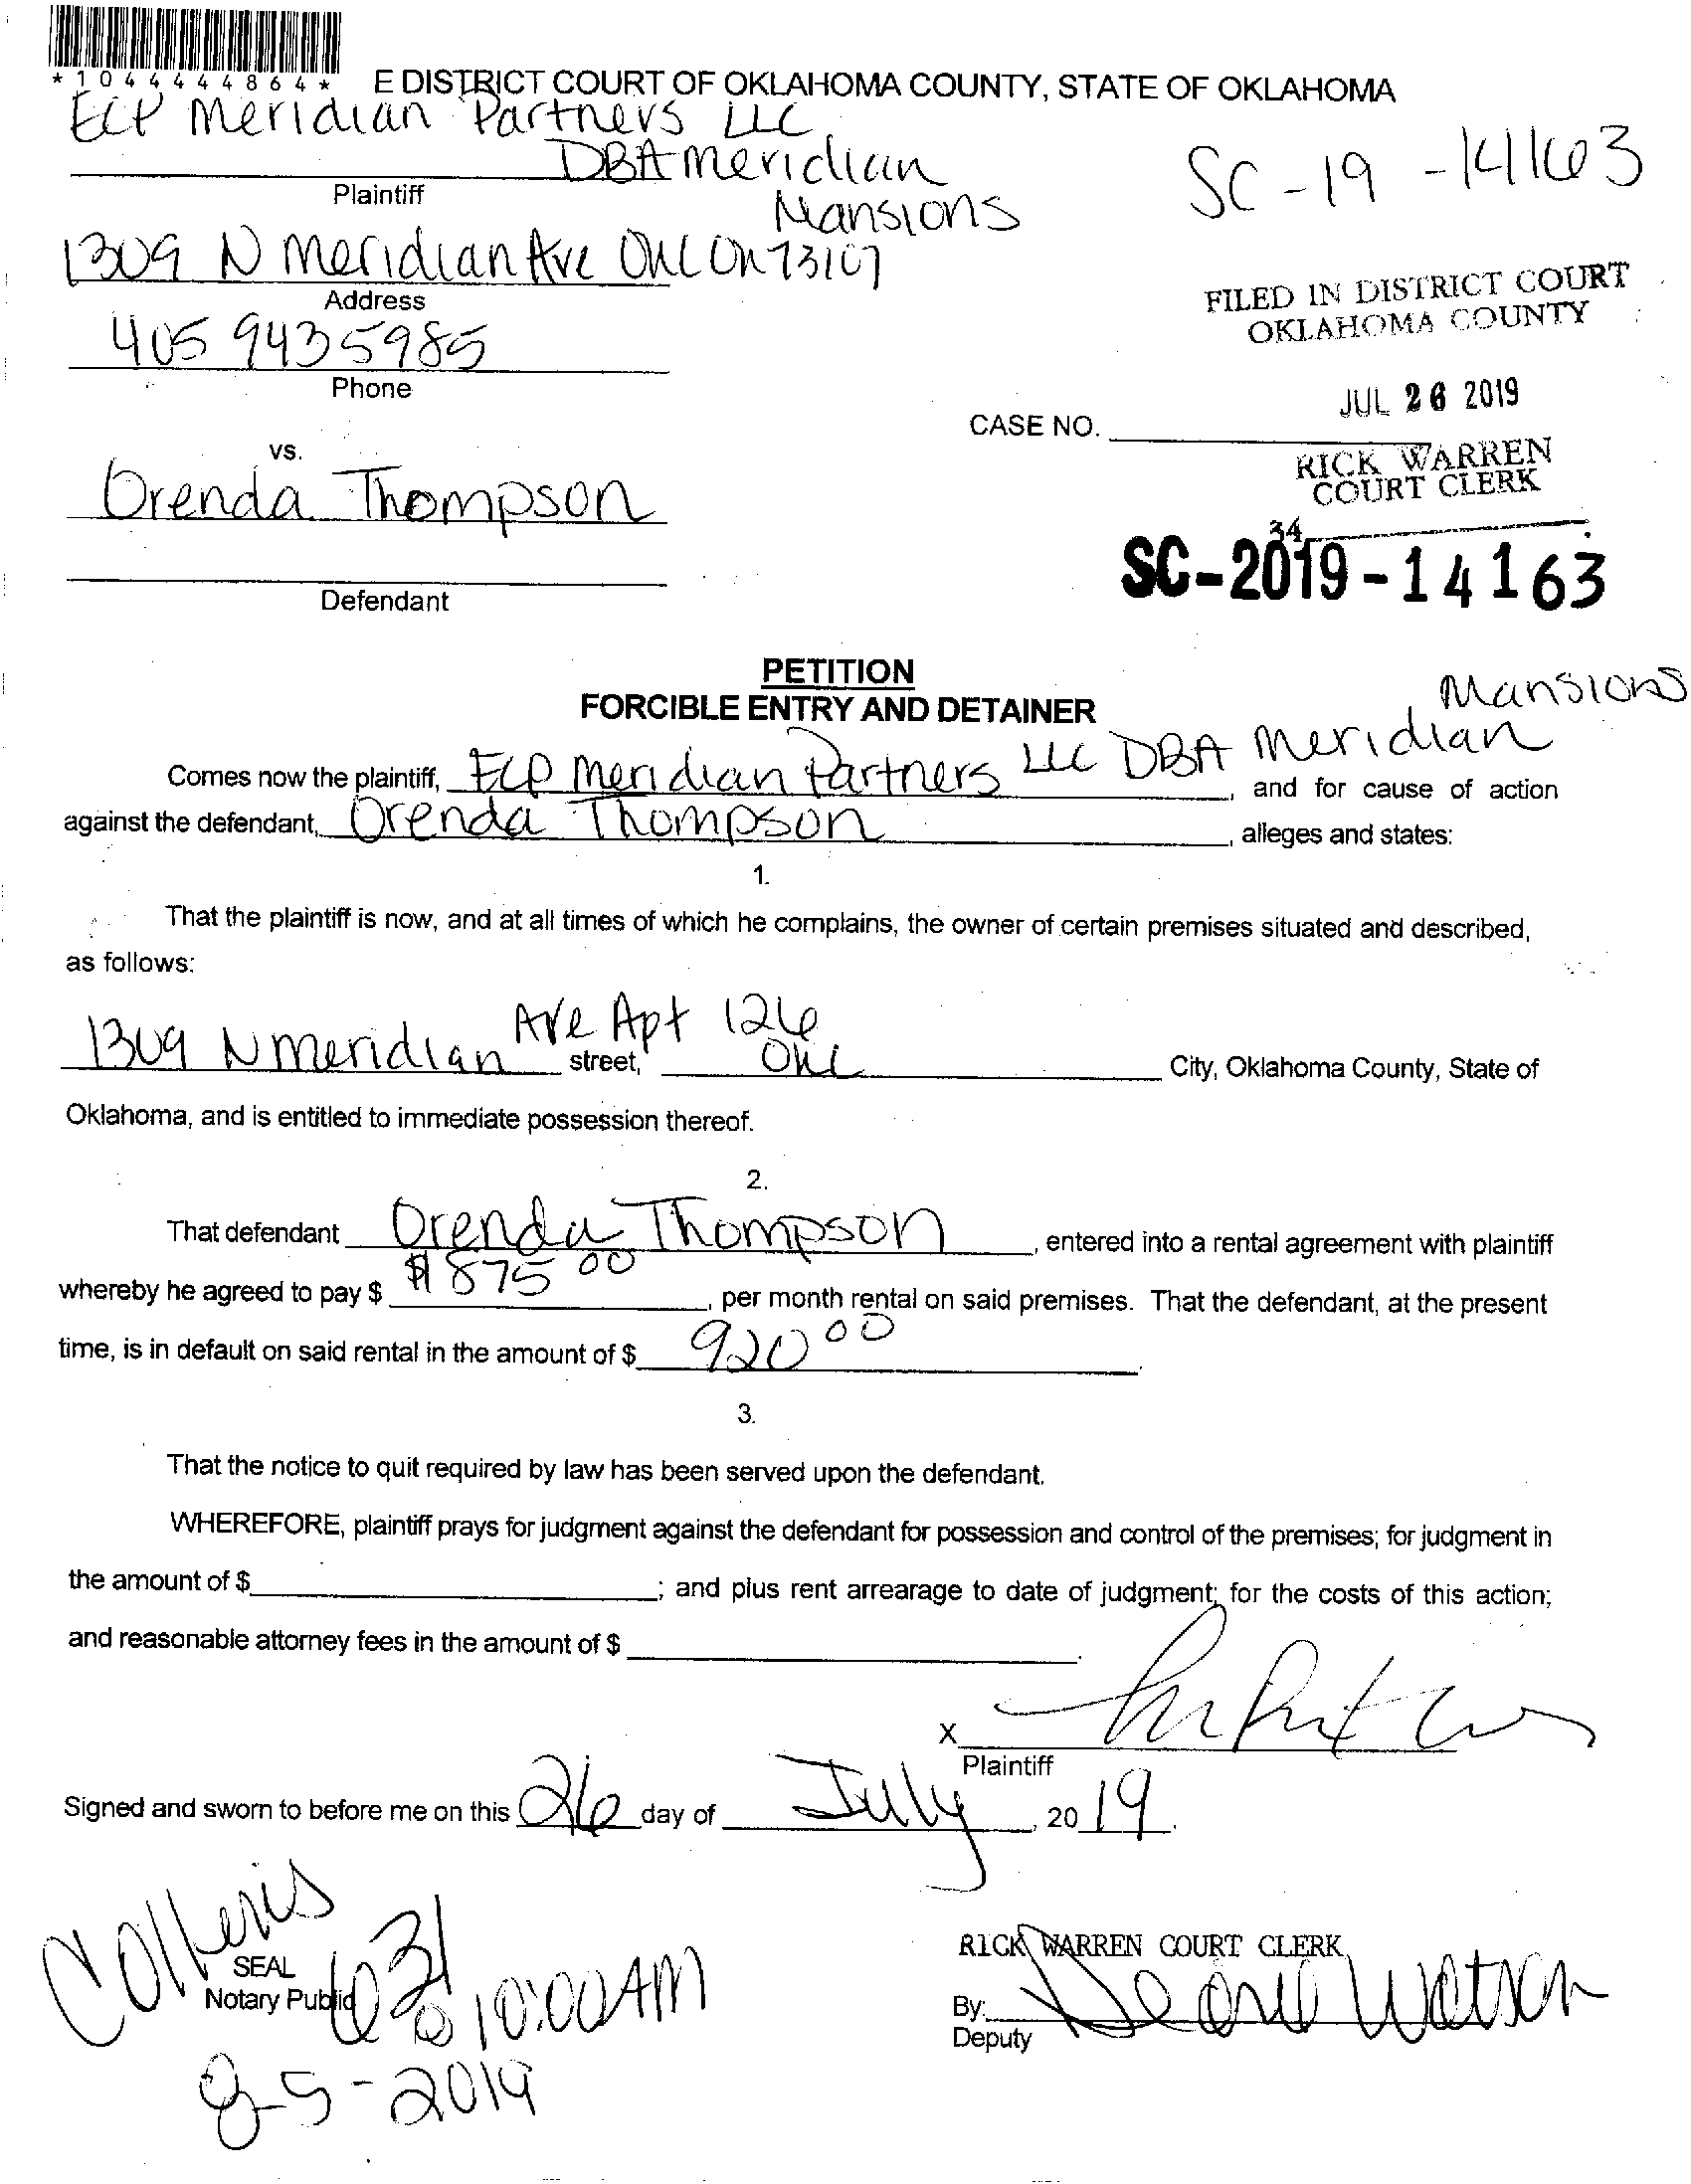 *1044444864*
E DISTRICT COURT OF OKLAHOMA COUNTY, STATE OF OKLAHOMA
ECP Meridian Partners LLC
DBA Meridian
Mansions
Plaintiff
SC-19-14163
1309 N Meridian Ave OKC OK 73107
Address
405 943 5985
Phone
FILED IN DISTRICT COURT
OKLAHOMA COUNTY
JUL 26 2019
CASE NO.
RICK WARREN
COURT CLERK
34
vs.
Orenda Thompson
SC-2019-14163
Defendant
PETITION
FORCIBLE ENTRY AND DETAINER
Mansions
Comes now the plaintiff, ECP Meridian Partners LLC DBA Meridian, and for cause of action
against the defendant, Orenda Thompson, alleges and states:
1.
That the plaintiff is now, and at all times of which he complains, the owner of certain premises situated and described,
as follows:
1309 N Meridian Ave Apt 126
street, OKC City, Oklahoma County, State of
Oklahoma, and is entitled to immediate possession thereof.
2.
That defendant Orenda Thompson, entered into a rental agreement with plaintiff
whereby he agreed to pay $ $875 00, per month rental on said premises. That the defendant, at the present
time, is in default on said rental in the amount of $ 920 00.
3.
That the notice to quit required by law has been served upon the defendant.
WHEREFORE, plaintiff prays for judgment against the defendant for possession and control of the premises; for judgment in
the amount of $; and plus rent arrearage to date of judgment; for the costs of this action;
and reasonable attorney fees in the amount of $.
X
Plaintiff
Signed and sworn to before me on this 26 day of July, 20 19.
SEAL
Notary Public
@ 10:00 AM
8-5-2019
RICK WARREN COURT CLERK
By: Watson
Deputy